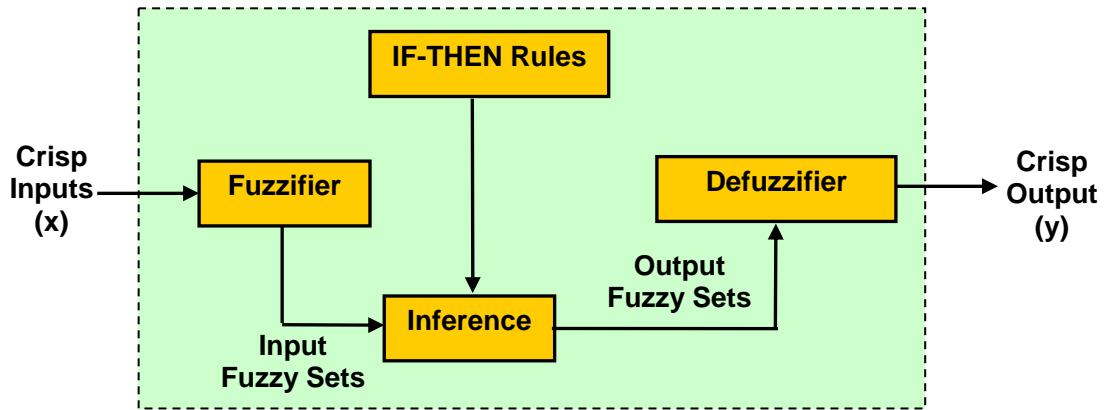 IF-THEN Rules
Crisp
Inputs
(x)
Fuzzifier
Defuzzifier
Crisp
Output
(y)
Output
Fuzzy Sets
Inference
Input
Fuzzy Sets